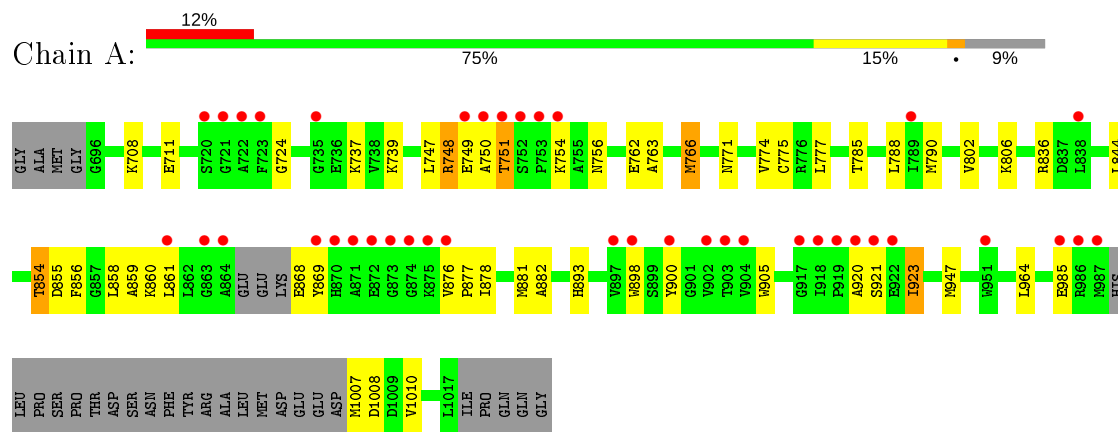 12%
Chain A:
75% 15% • 9%
GLY ALA MET GLY G696 K708 E711 S720 G721 A722 F723 G724 G735 E736 K737 V738 K739 L747 R748 E749 A750 T751 S752 P753 K754 A755 N756 E762 A763 M766 N771 V774 C775 R776 L777 T785 L788 I789 M790 V802 K806 R836 D837 L838 L844
T854 D855 F856 G857 L858 A859 K860 L861 L862 G863 A864 GLU GLU LYS E868 Y869 H870 A871 E872 G873 G874 K875 V876 P877 I878 M881 A882 H893 V897 W898 S899 Y900 G901 V902 T903 V904 W905 G917 I918 P919 A920 S921 E922 I923 M947 W951 L964 E985 R986 M987 HIS
LEU PRO SER PRO THR ASP SER ASN PHE TYR ARG ALA LEU MET ASP GLU GLU ASP M1007 D1008 D1009 V1010 L1017 ILE PRO GLN GLN GLY